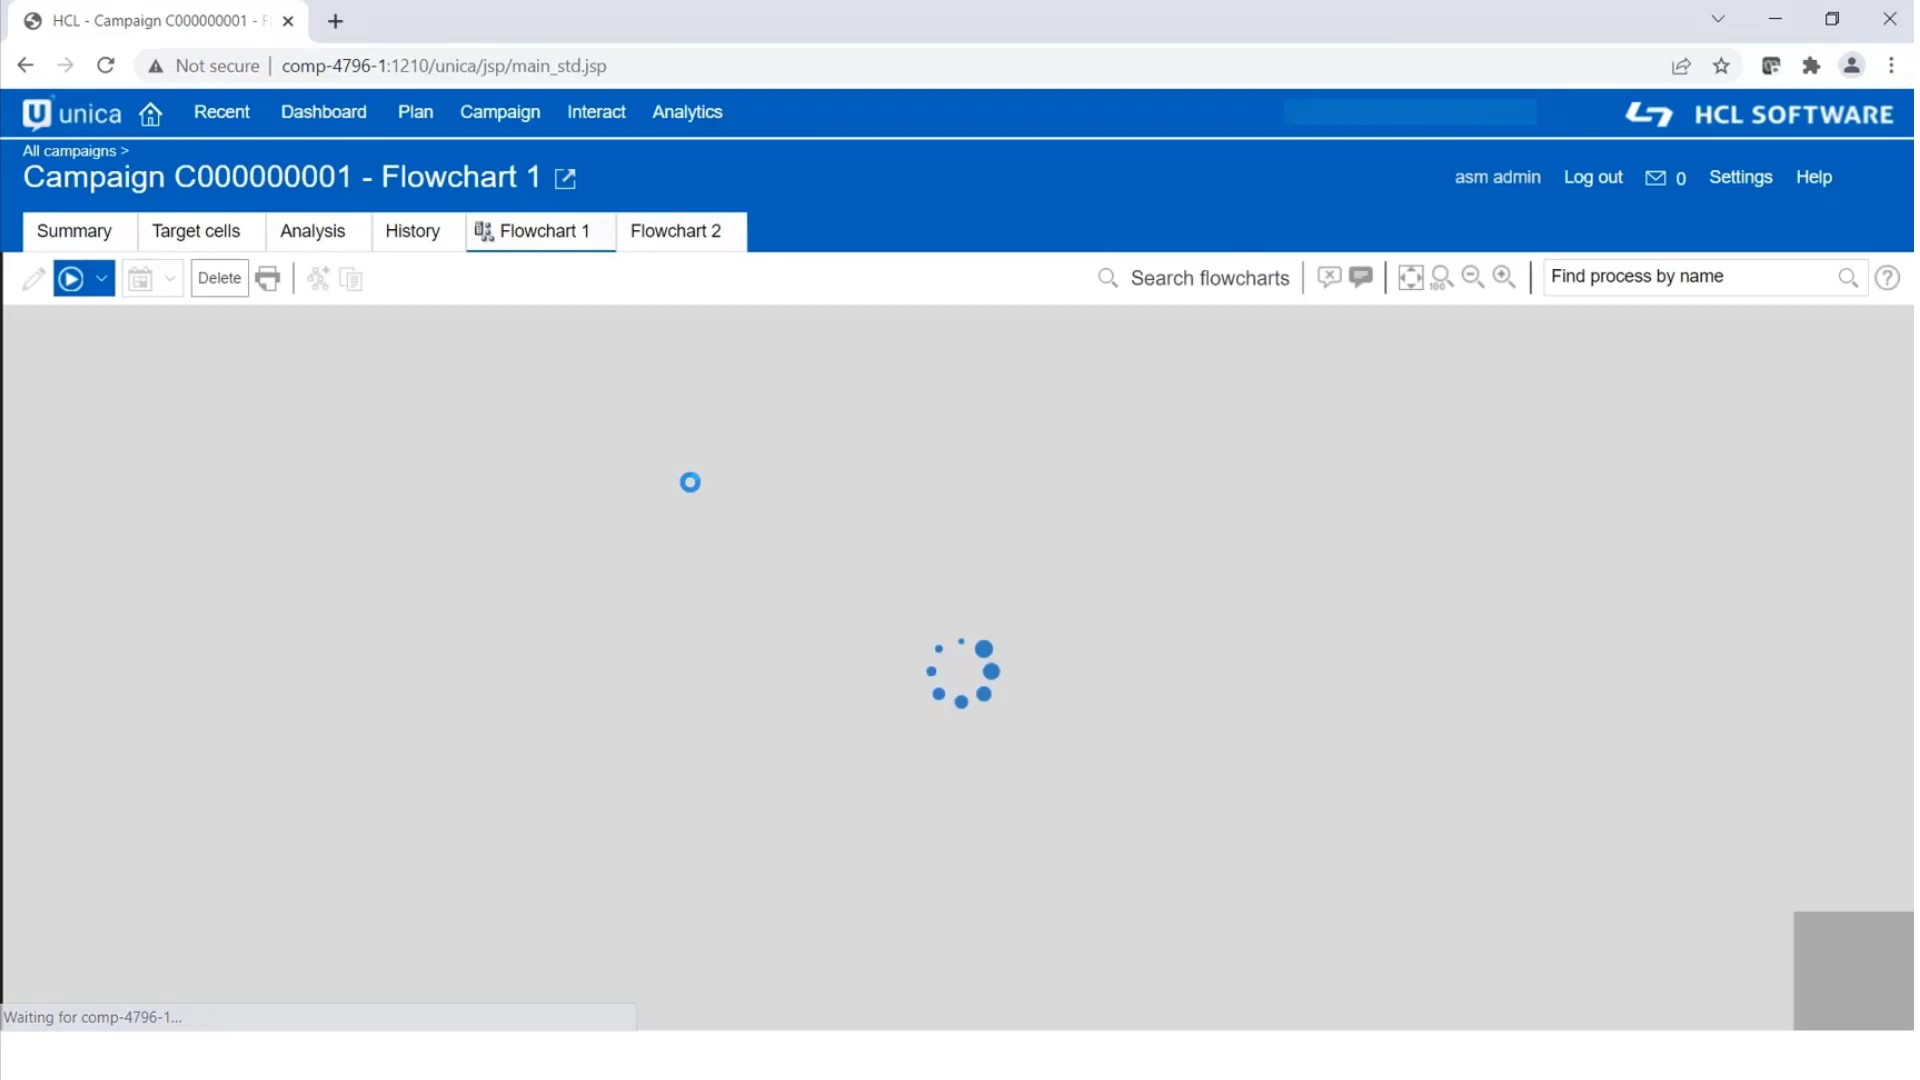 HCL - Campaign C000000001 - F
Not secure | comp-4796-1:1210/unica/jsp/main_std.jsp
unica Recent Dashboard Plan Campaign Interact Analytics HCL SOFTWARE
All campaigns >
Campaign C000000001 - Flowchart 1
asm admin Log out 0 Settings Help
Summary Target cells Analysis History Flowchart 1 Flowchart 2
Delete 100 Search flowcharts Find process by name
Waiting for comp-4796-1...